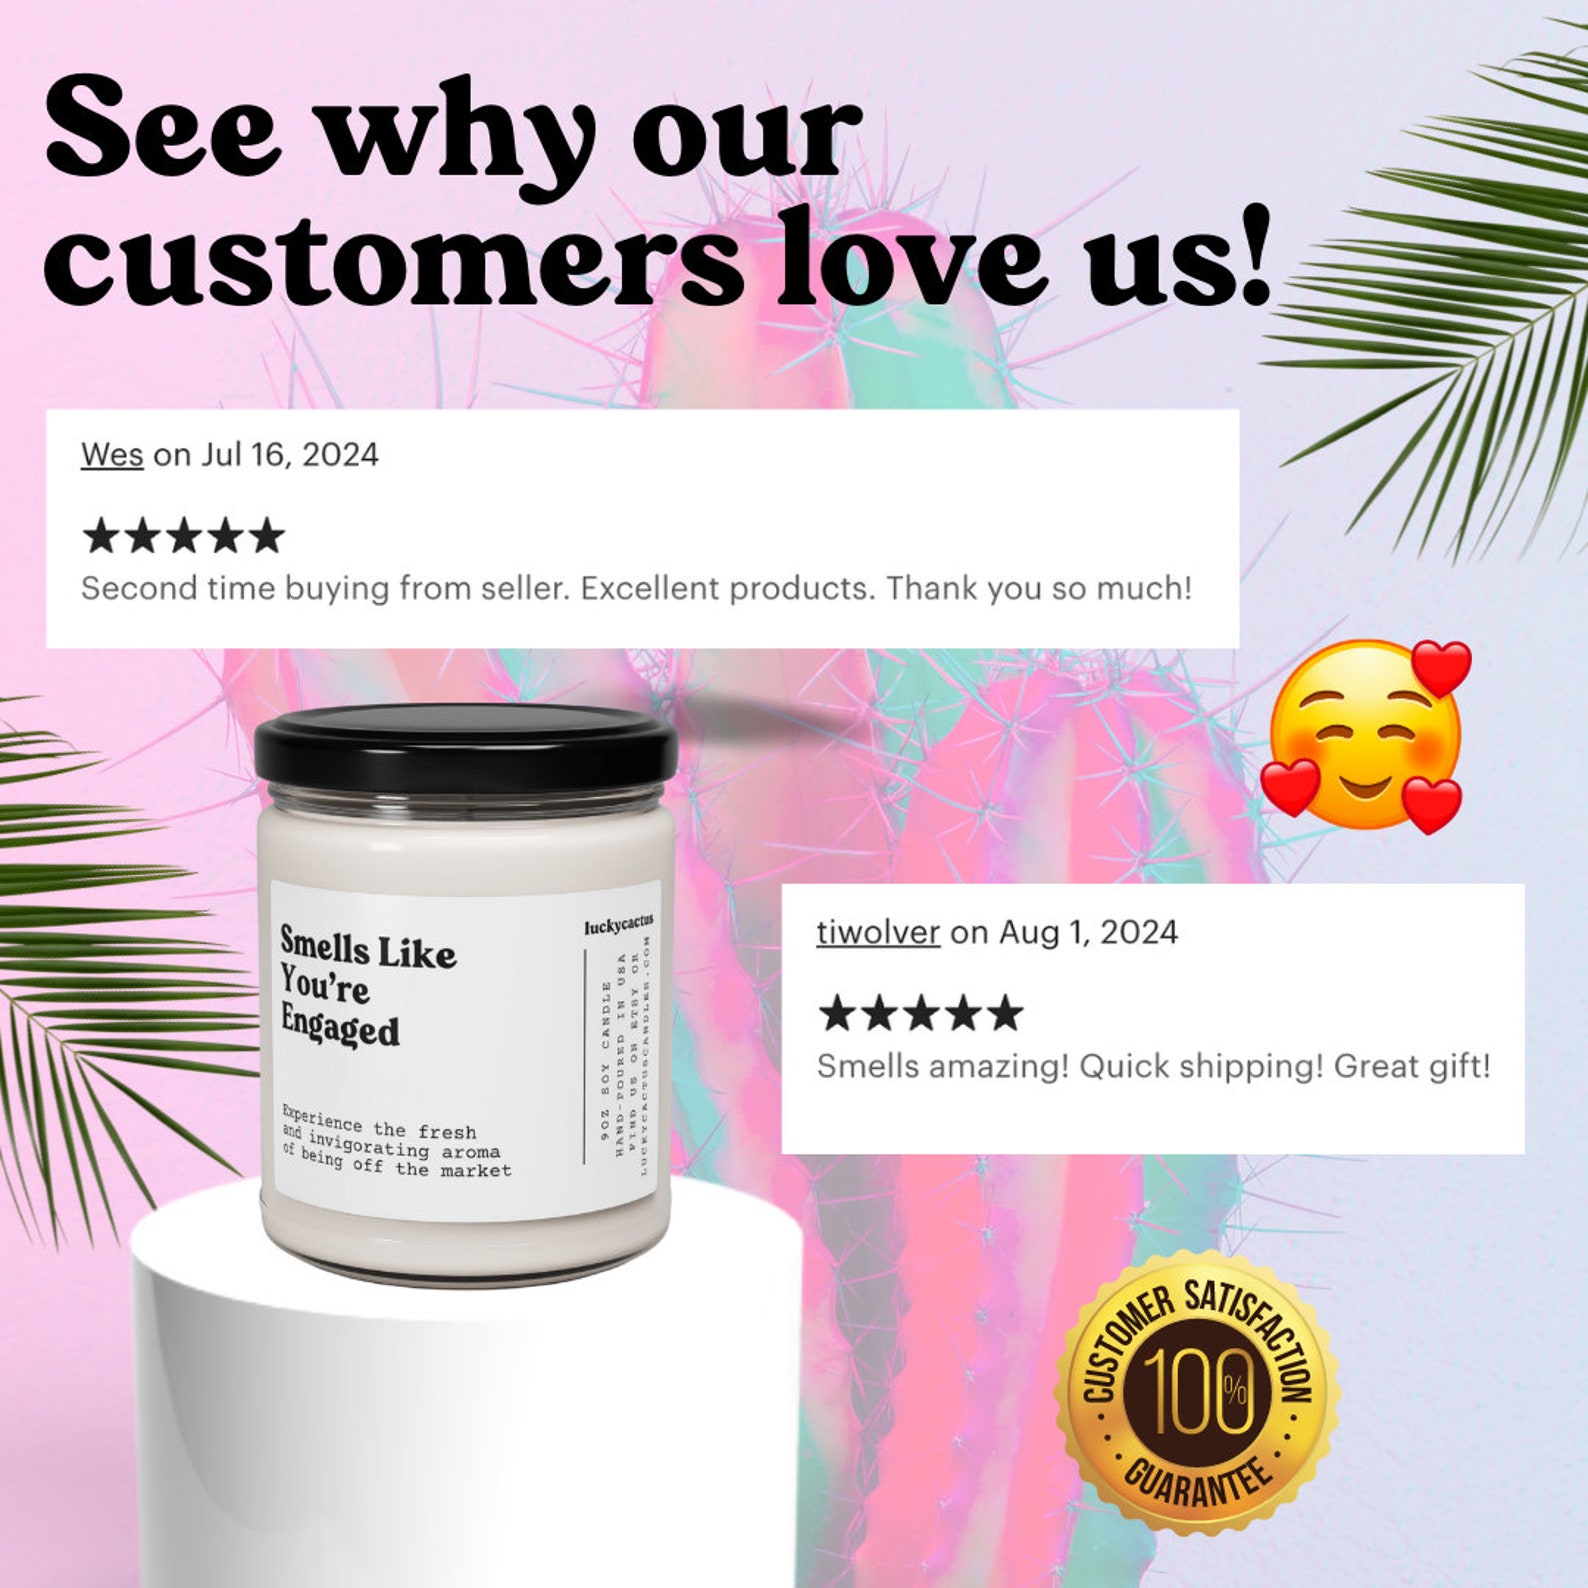 See why our
customers love us!
Wes on Jul 16, 2024
★★★★★
Second time buying from seller. Excellent products. Thank you so much!
tiwolver on Aug 1, 2024
★★★★★
Smells amazing! Quick shipping! Great gift!
Smells Like
You're
Engaged
Experience the fresh
and invigorating aroma
of being off the market
luckycactus
9OZ SOY CANDLE
HAND-POURED IN USA
FIND US ON ETSY OR
LUCKYCACTUSCANDLES.COM
CUSTOMER SATISFACTION
100%
GUARANTEE